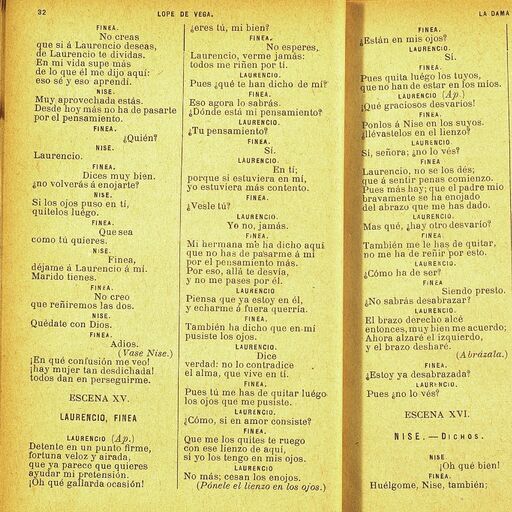 32
LOPE DE VEGA.
FINEA.
No creas
que si á Laurencio deseas,
de Laurencio te dividas.
En mi vida supe más
de lo que él me dijo aquí:
eso sé y eso aprendí.
NISE.
Muy aprovechada estás.
Desde hoy más no ha de pasarte
por el pensamiento.
FINEA.
¿Quién?
NISE.
Laurencio.
FINEA.
Dices muy bien.
¿no volverás á enojarte?
NISE.
Si los ojos puso en ti,
quítelos luego.
FINEA.
Que sea
como tú quieres.
NISE.
Finea,
déjame á Laurencio á mí.
Marido tienes.
FINEA.
No creo
que reñiremos las dos.
NISE.
Quédate con Dios.
FINEA.
Adios.
(Vase Nise.)
¡En qué confusión me veo!
¡hay mujer tan desdichada!
todos dan en perseguirme.
ESCENA XV.
LAURENCIO, FINEA
LAURENCIO (Ap.)
Detente en un punto firme,
fortuna veloz y airada,
que ya parece que quieres
ayudar mi pretensión.
¡Oh qué gallarda ocasión!
¿eres tú, mi bien?
FINEA.
No esperes,
Laurencio, verme jamás:
todos me riñen por ti.
LAURENCIO.
Pues ¿qué te han dicho de mí?
FINEA.
Eso agora lo sabrás.
¿Dónde está mi pensamiento?
LAURENCIO.
¿Tu pensamiento?
FINEA.
Sí.
LAURENCIO.
En ti;
porque si estuviera en mí,
yo estuviera más contento.
FINEA.
¿Vesle tú?
LAURENCIO.
Yo no, jamás.
FINEA.
Mi hermana me ha dicho aquí
que no has de pasarme á mí
por el pensamiento más.
Por eso, allá te desvía,
y no me pases por él.
LAURENCIO
Piensa que ya estoy en él,
y echarme á fuera querría.
FINEA.
También ha dicho que en mí
pusiste los ojos.
LAURENCIO.
Dice
verdad: no lo contradice
el alma, que vive en ti.
FINEA.
Pues tú me has de quitar luego
los ojos que me pusiste.
LAURENCIO.
¿Cómo, si en amor consiste?
FINEA.
Que me los quites te ruego
con ese lienzo de aquí,
si yo los tengo en mis ojos.
LAURENCIO
No más; cesan los enojos.
(Pónele el lienzo en los ojos.)
LA DAMA
FINEA.
¿Están en mis ojos?
LAURENCIO.
Sí.
FINEA.
Pues quita luego los tuyos,
que no han de estar en los míos.
LAURENCIO (Ap.)
¡Qué graciosos desvaríos!
FINEA.
Ponlos á Nise en los suyos.
¿llévastelos en el lienzo?
LAURENCIO.
Sí, señora; ¿no lo ves?
FINEA
Laurencio, no se los dés;
que á sentir penas comienzo.
Pues más hay; que el padre mío
bravamente se ha enojado
del abrazo que me has dado.
LAURENCIO.
Mas qué, ¿hay otro desvarío?
FINEA.
También me le has de quitar,
no me ha de reñir por esto.
LAURENCIO.
¿Cómo ha de ser?
FINEA
Siendo presto.
¿No sabrás desabrazar?
LAURENCIO.
El brazo derecho alcé
entonces, muy bien me acuerdo;
Ahora alzaré el izquierdo,
y el brazo desharé.
(Abrázala.)
FINEA.
¿Estoy ya desabrazada?
LAURENCIO.
Pues ¿no lo ves?
ESCENA XVI.
NISE.—DICHOS.
NISE
¡Oh qué bien!
FINEA.
Huélgome, Nise, también;